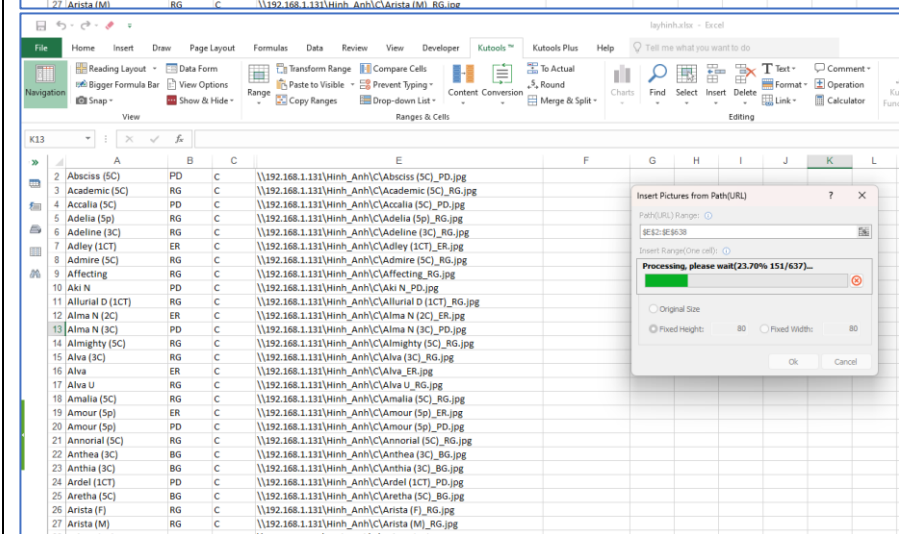 27 Arista (M) RG C \\192.168.1.131\Hinh_Anh\C\Arista (M)_RG.jpg
layhinh.xlsx - Excel
File Home Insert Draw Page Layout Formulas Data Review View Developer Kutools ™ Kutools Plus Help Tell me what you want to do
Navigation
Reading Layout
Bigger Formula Bar
Snap
Data Form
View Options
Show & Hide
View
Range
Transform Range
Paste to Visible
Copy Ranges
Compare Cells
Prevent Typing
Drop-down List
Content Conversion
To Actual
Round
Merge & Split
Ranges & Cells
Charts
Find Select Insert Delete
Text
Format
Link
Comment
Operation
Calculator
Editing
K13 fx
A B C E F G H I J K L
2 Absciss (5C) PD C \\192.168.1.131\Hinh_Anh\C\Absciss (5C)_PD.jpg
3 Academic (5C) RG C \\192.168.1.131\Hinh_Anh\C\Academic (5C)_RG.jpg
4 Accalia (5C) PD C \\192.168.1.131\Hinh_Anh\C\Accalia (5C)_PD.jpg
5 Adelia (5p) RG C \\192.168.1.131\Hinh_Anh\C\Adelia (5p)_RG.jpg
6 Adeline (3C) RG C \\192.168.1.131\Hinh_Anh\C\Adeline (3C)_RG.jpg
7 Adley (1CT) ER C \\192.168.1.131\Hinh_Anh\C\Adley (1CT)_ER.jpg
8 Admire (5C) RG C \\192.168.1.131\Hinh_Anh\C\Admire (5C)_RG.jpg
9 Affecting RG C \\192.168.1.131\Hinh_Anh\C\Affecting_RG.jpg
10 Aki N PD C \\192.168.1.131\Hinh_Anh\C\Aki N_PD.jpg
11 Allurial D (1CT) RG C \\192.168.1.131\Hinh_Anh\C\Allurial D (1CT)_RG.jpg
12 Alma N (2C) ER C \\192.168.1.131\Hinh_Anh\C\Alma N (2C)_ER.jpg
13 Alma N (3C) PD C \\192.168.1.131\Hinh_Anh\C\Alma N (3C)_PD.jpg
14 Almighty (5C) RG C \\192.168.1.131\Hinh_Anh\C\Almighty (5C)_RG.jpg
15 Alva (3C) RG C \\192.168.1.131\Hinh_Anh\C\Alva (3C)_RG.jpg
16 Alva ER C \\192.168.1.131\Hinh_Anh\C\Alva_ER.jpg
17 Alva U RG C \\192.168.1.131\Hinh_Anh\C\Alva U_RG.jpg
18 Amalia (5C) RG C \\192.168.1.131\Hinh_Anh\C\Amalia (5C)_RG.jpg
19 Amour (5p) ER C \\192.168.1.131\Hinh_Anh\C\Amour (5p)_ER.jpg
20 Amour (5p) PD C \\192.168.1.131\Hinh_Anh\C\Amour (5p)_PD.jpg
21 Annorial (5C) RG C \\192.168.1.131\Hinh_Anh\C\Annorial (5C)_RG.jpg
22 Anthea (3C) BG C \\192.168.1.131\Hinh_Anh\C\Anthea (3C)_BG.jpg
23 Anthia (3C) BG C \\192.168.1.131\Hinh_Anh\C\Anthia (3C)_BG.jpg
24 Ardel (1CT) PD C \\192.168.1.131\Hinh_Anh\C\Ardel (1CT)_PD.jpg
25 Aretha (5C) BG C \\192.168.1.131\Hinh_Anh\C\Aretha (5C)_BG.jpg
26 Arista (F) RG C \\192.168.1.131\Hinh_Anh\C\Arista (F)_RG.jpg
27 Arista (M) RG C \\192.168.1.131\Hinh_Anh\C\Arista (M)_RG.jpg
Insert Pictures from Path(URL) ? ×
Path(URL) Range:
$E$2:$E$638
Insert Range(One cell):
Processing, please wait(23.70% 151/637)...
Original Size
Fixed Height: 80 Fixed Width: 80
Ok Cancel